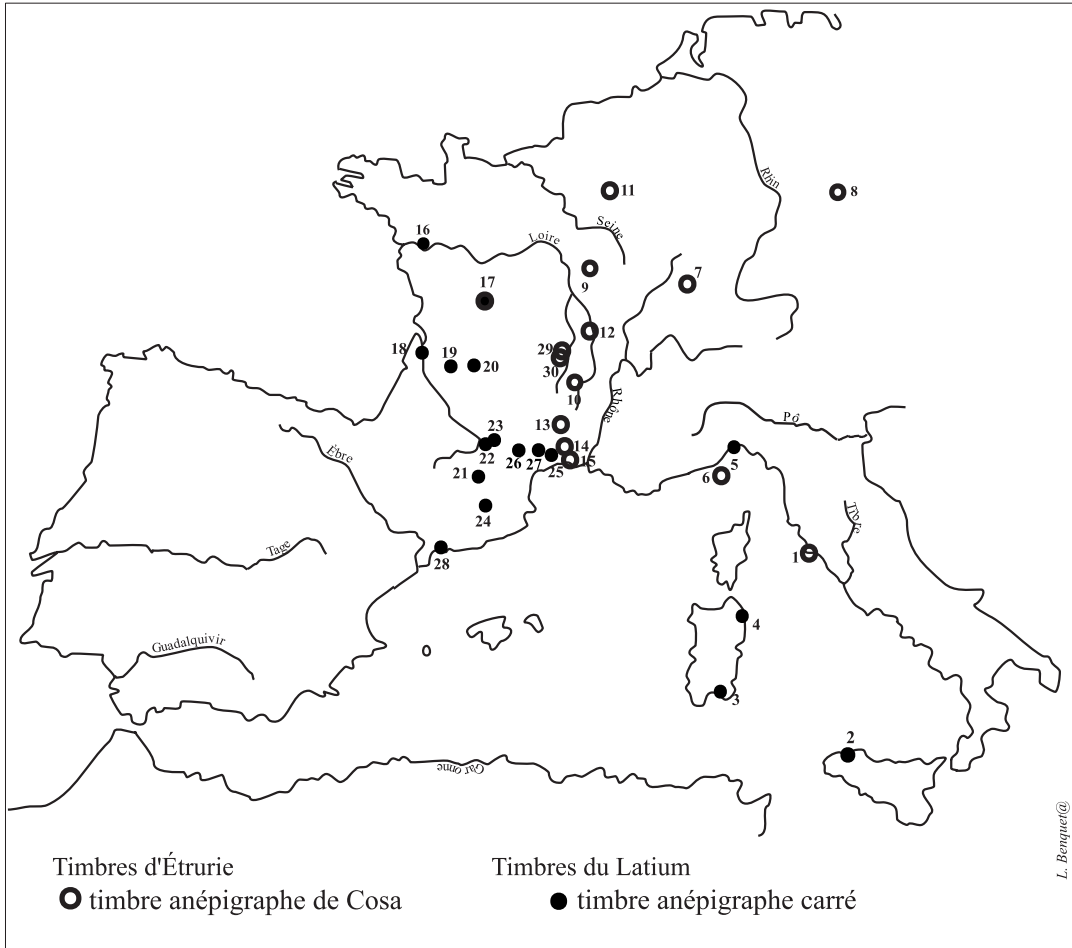 11
Rhin
8
16
Loire
Seine
9
7
17
12
18
19
20
29
30
10
Rhône
Pô
13
23
22
26
27
25
14
15
5
6
Èbre
21
24
28
Tage
Tibre
1
4
Guadalquivir
3
2
Garonne
L. Benquet@
Timbres d'Étrurie
timbre anépigraphe de Cosa
Timbres du Latium
timbre anépigraphe carré